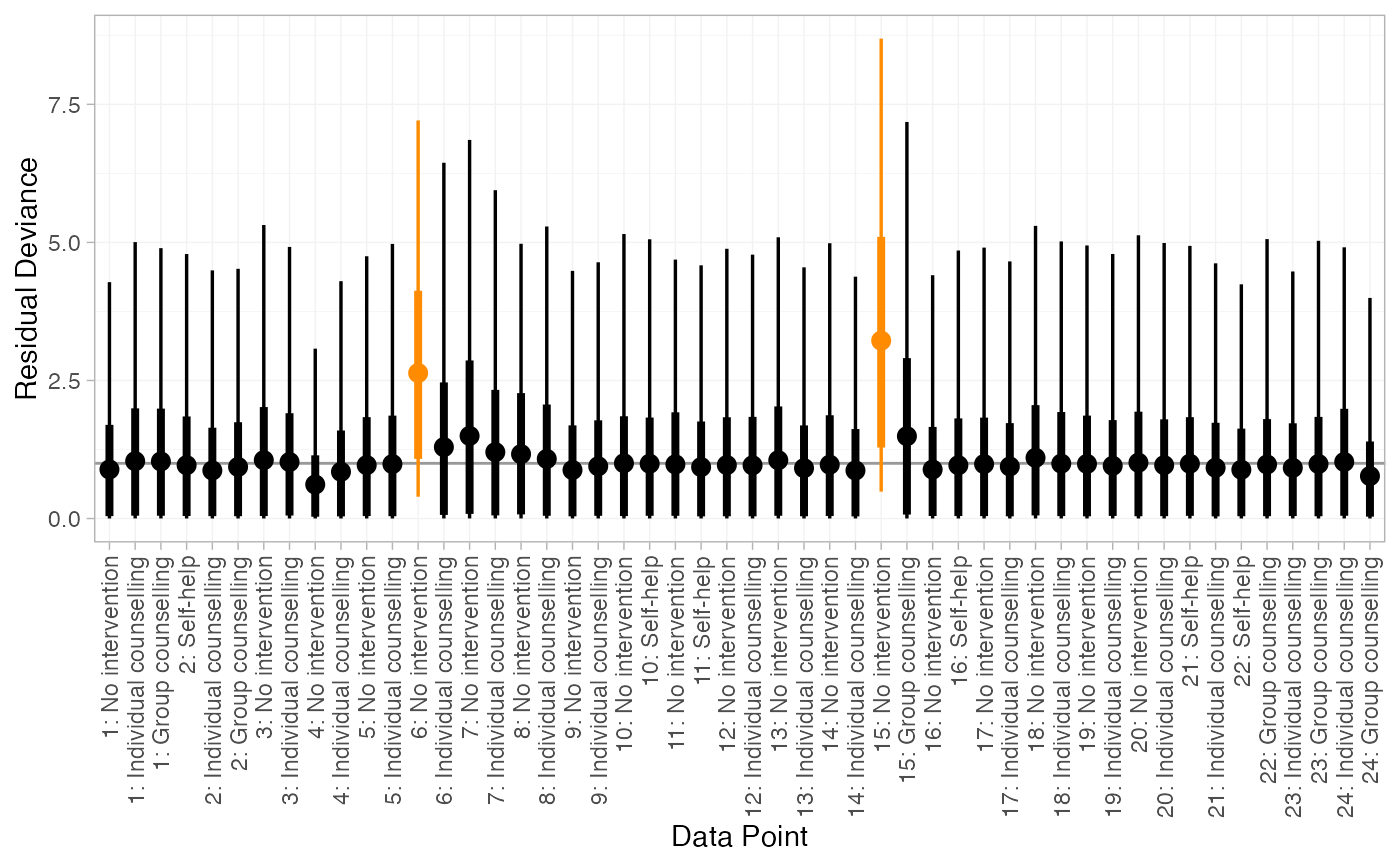 Residual Deviance
7.5
5.0
2.5
0.0
1: No intervention
1: Individual counselling
1: Group counselling
2: Self-help
2: Individual counselling
2: Group counselling
3: No intervention
3: Individual counselling
4: No intervention
4: Individual counselling
5: No intervention
5: Individual counselling
6: No intervention
6: Individual counselling
7: No intervention
7: Individual counselling
8: No intervention
8: Individual counselling
9: No intervention
9: Individual counselling
10: No intervention
10: Self-help
11: No intervention
11: Self-help
12: No intervention
12: Individual counselling
13: No intervention
13: Individual counselling
14: No intervention
14: Individual counselling
15: No intervention
15: Group counselling
16: No intervention
16: Self-help
17: No intervention
17: Individual counselling
18: No intervention
18: Individual counselling
19: No intervention
19: Individual counselling
20: No intervention
20: Individual counselling
21: Self-help
21: Individual counselling
22: Self-help
22: Group counselling
23: Individual counselling
23: Group counselling
24: Individual counselling
24: Group counselling
Data Point